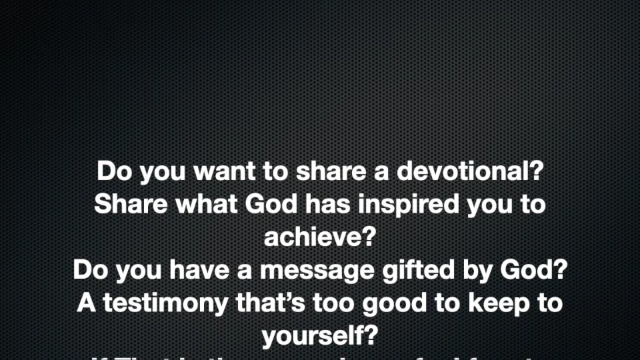 Do you want to share a devotional?
Share what God has inspired you to
achieve?
Do you have a message gifted by God?
A testimony that’s too good to keep to
yourself?